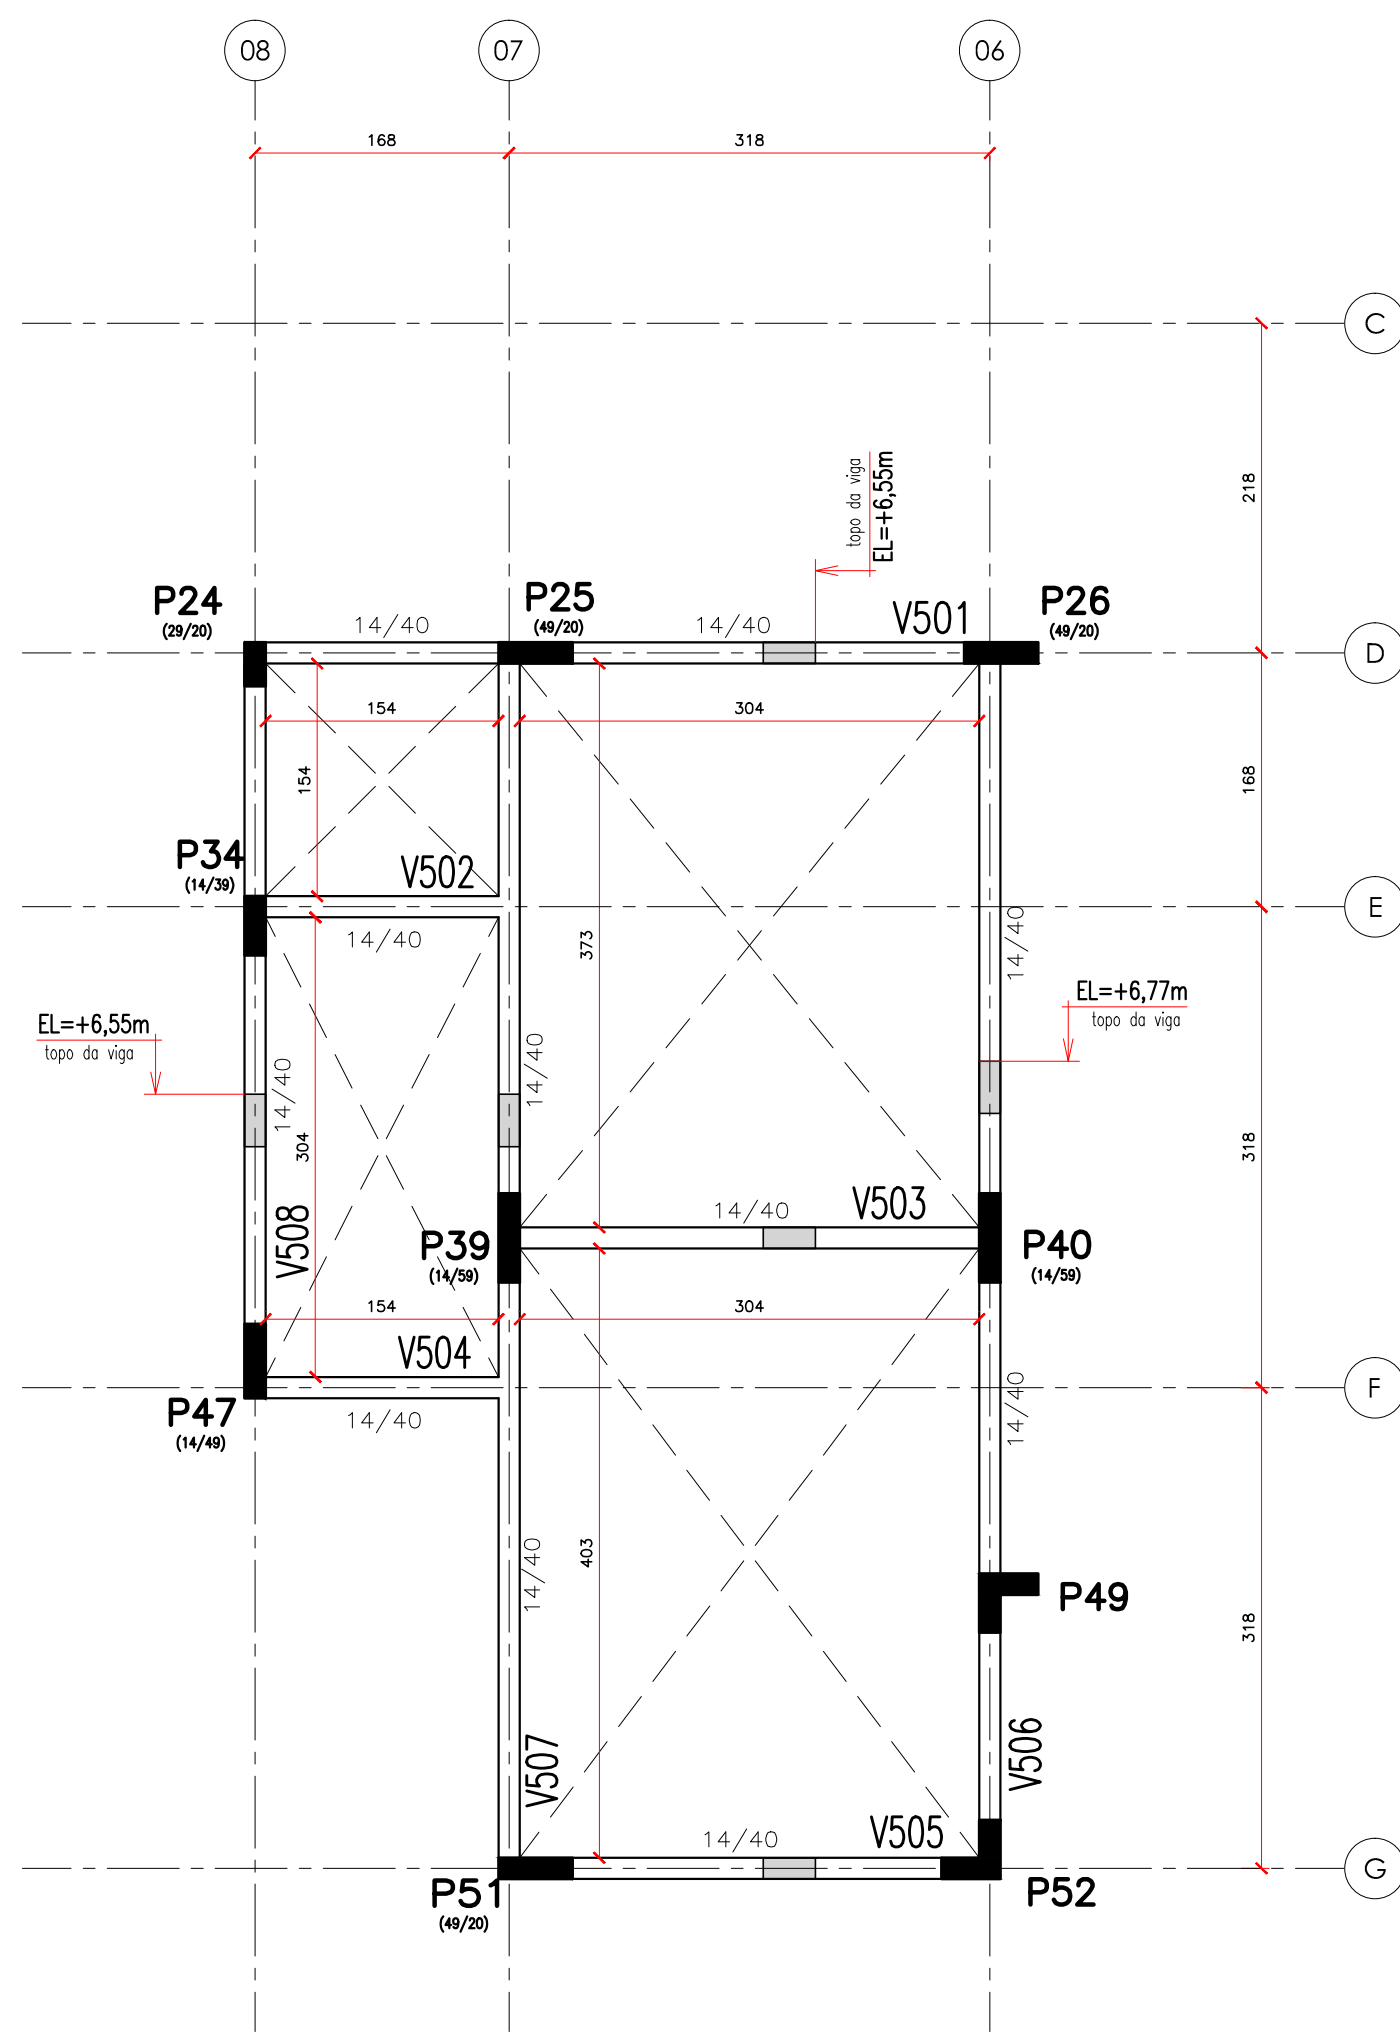 08
07
06
168
318
C
218
topo da viga
EL=+6,55m
P24
(29/20)
14/40
P25
(49/20)
14/40
V501
P26
(49/20)
D
154
304
154
168
P34
(14/39)
V502
E
14/40
373
14/40
EL=+6,77m
topo da viga
EL=+6,55m
topo da viga
14/40
14/40
304
318
V508
14/40
V503
P39
(14/59)
P40
(14/59)
154
304
V504
F
P47
(14/49)
14/40
14/40
403
14/40
P49
318
V507
V506
14/40
V505
G
P51
(49/20)
P52